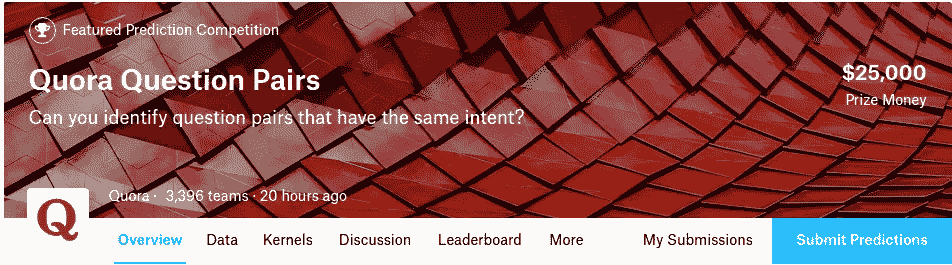 Featured Prediction Competition
Quora Question Pairs
$25,000
Can you identify question pairs that have the same intent?
Prize Money
Quora · 3,396 teams · 20 hours ago
Q
Overview Data Kernels Discussion Leaderboard More My Submissions Submit Predictions